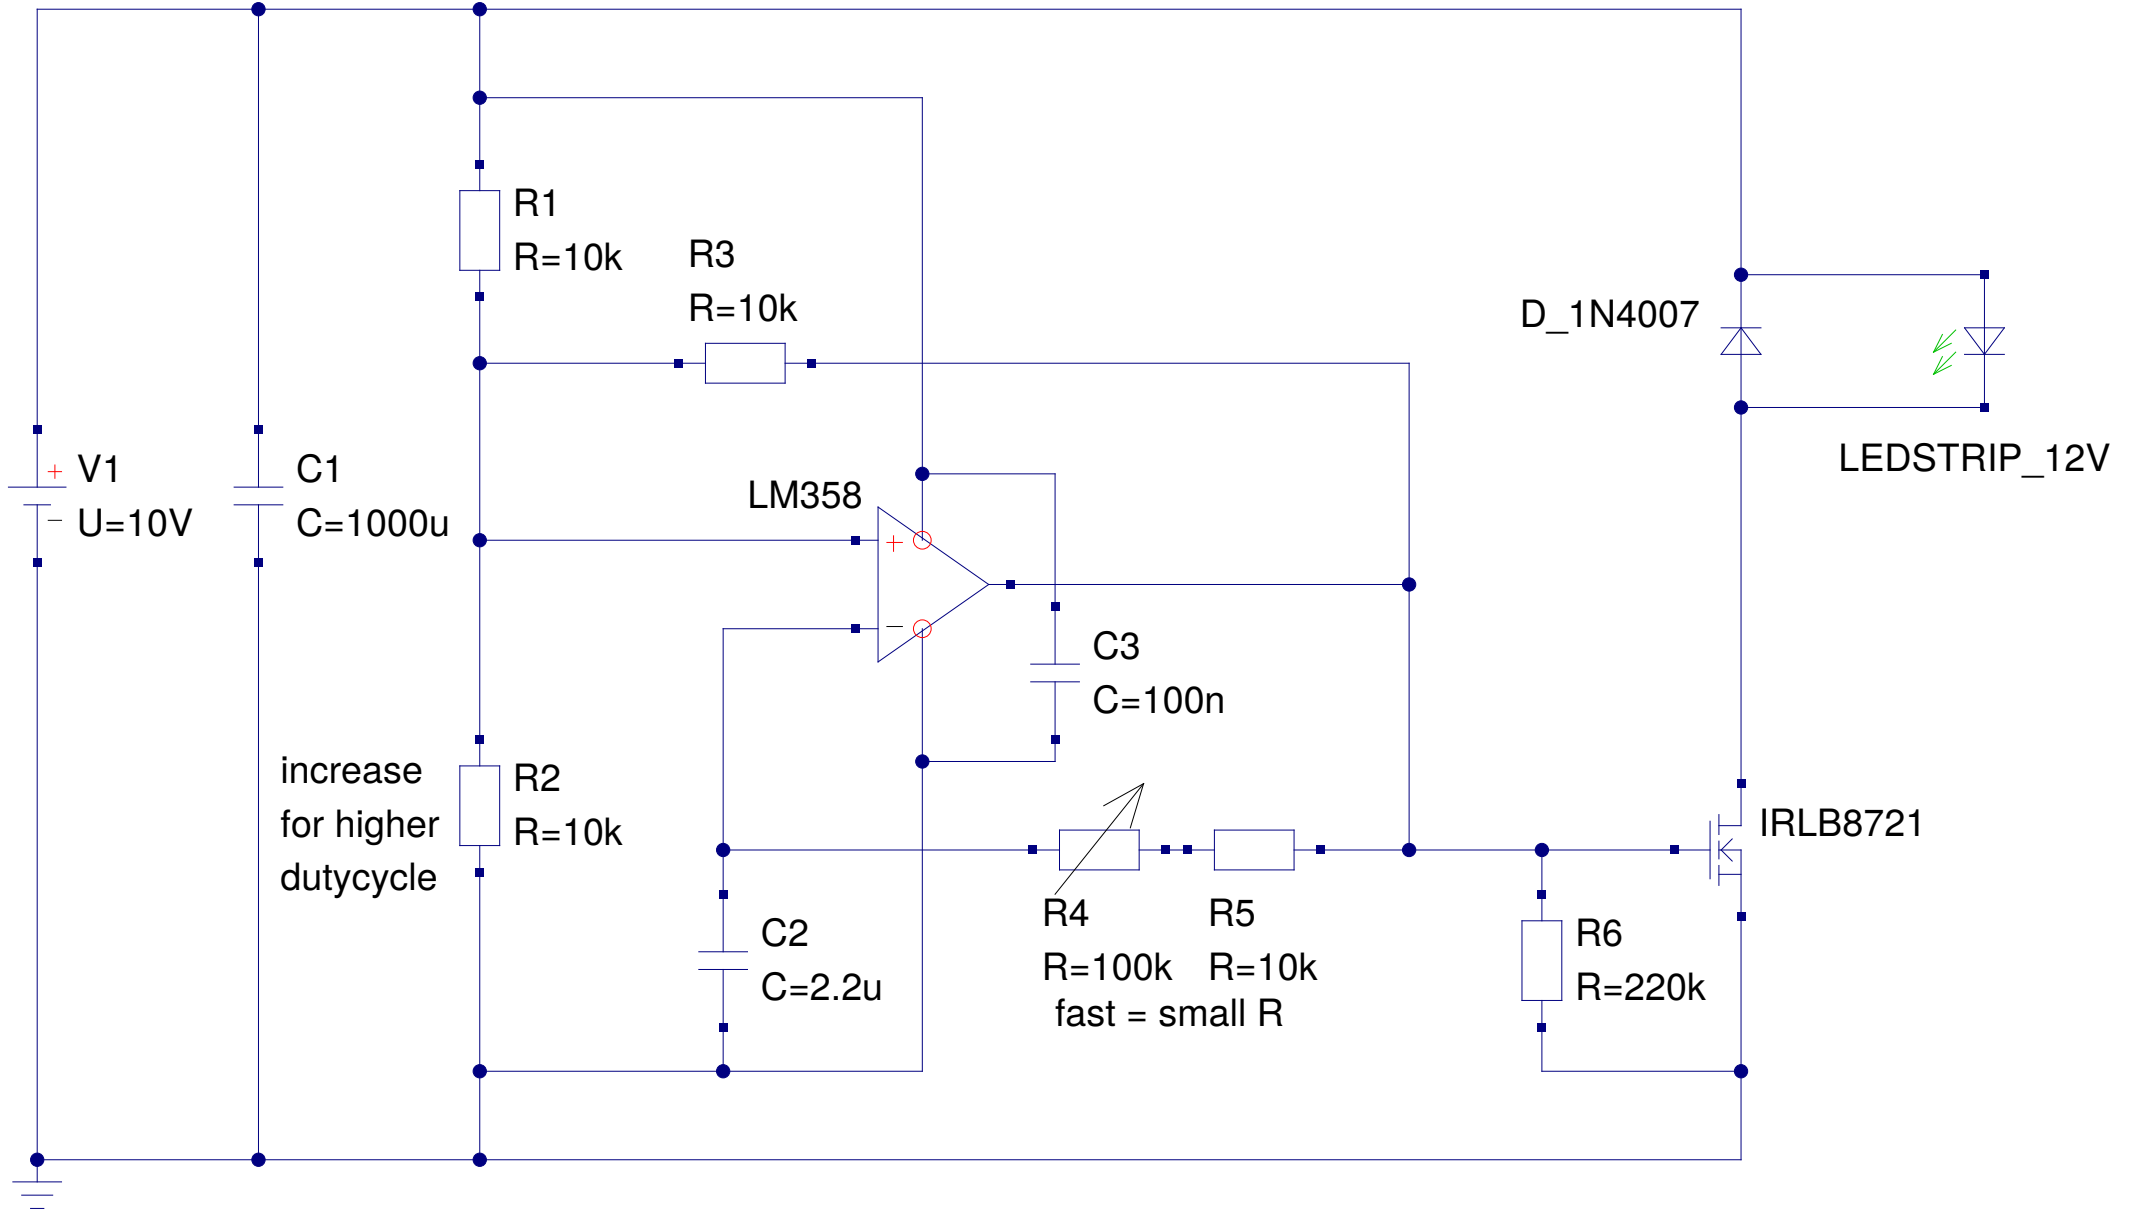 R1
R=10k
R3
R=10k
D_1N4007
LEDSTRIP_12V
+ V1
− U=10V
C1
C=1000u
LM358
+
−
C3
C=100n
increase
for higher
dutycycle
R2
R=10k
IRLB8721
C2
C=2.2u
R4
R=100k
R5
R=10k
fast = small R
R6
R=220k